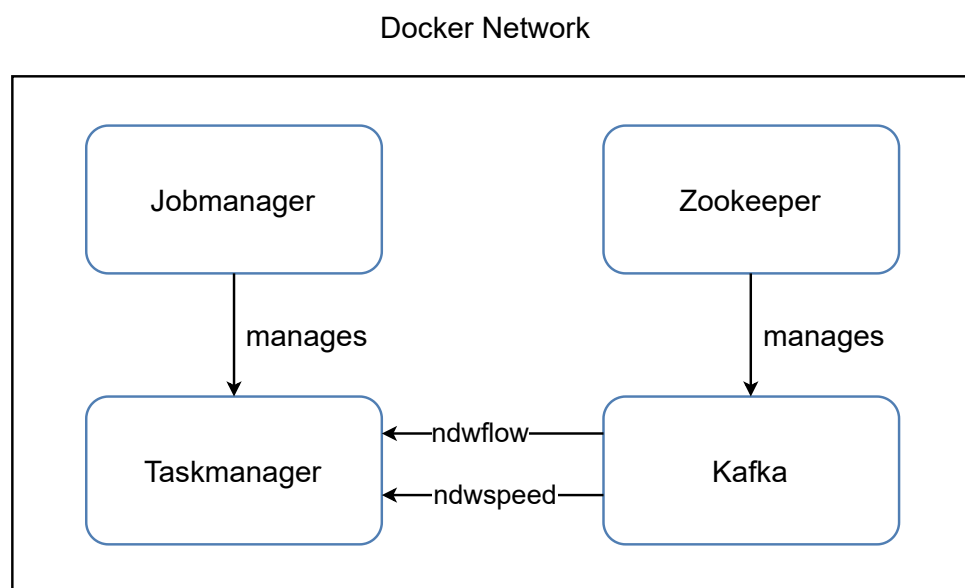 Docker Network
Jobmanager
Zookeeper
manages
manages
Taskmanager
ndwflow
ndwspeed
Kafka